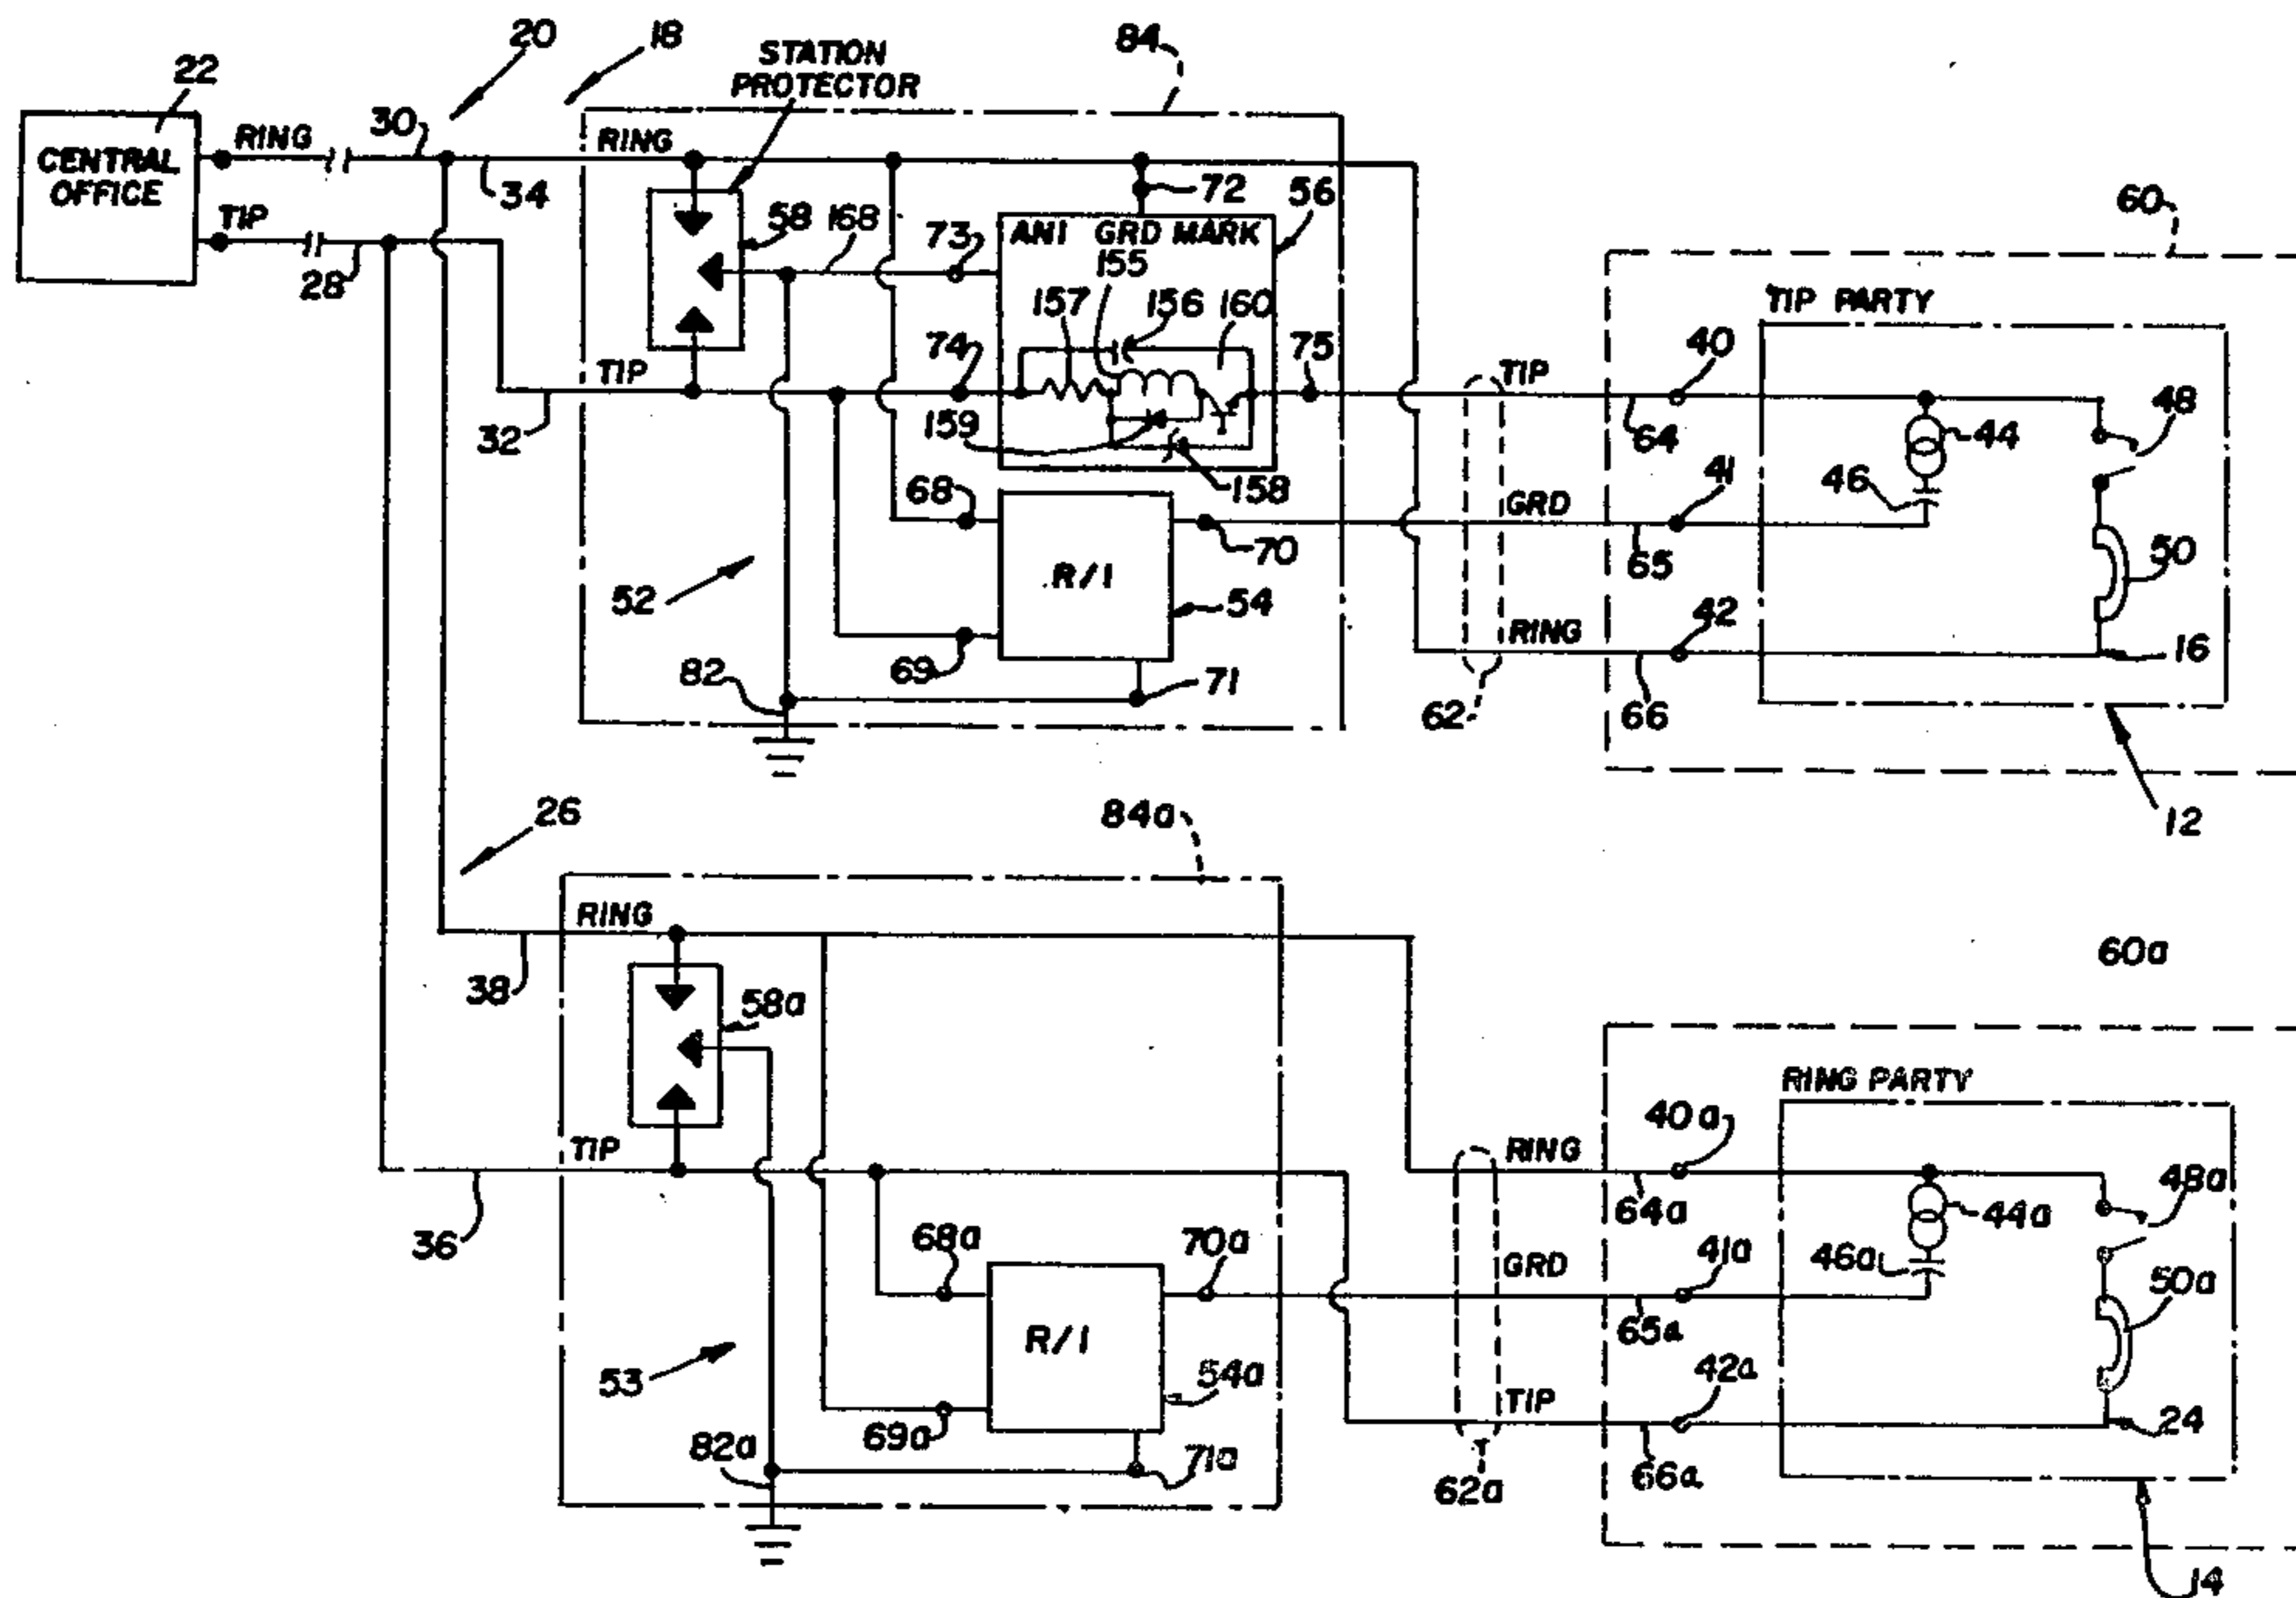 20
18
STATION
PROTECTOR
84
22
RING
30
CENTRAL
OFFICE
RING
34
72
56
60
TIP
58
168
73
ANI GRD MARK
155
28
157
156
160
TIP PARTY
74
75
TIP
40
TIP
48
32
159
64
44
158
68
46
41
GRD
70
65
50
R/I
52
54
RING
42
69
16
82
71
62
66
26
84a
12
RING
60a
38
58a
RING PARTY
40a
TIP
RING
48a
64a
44a
36
68a
70a
41a
GRD
46a
50a
65a
R/I
53
54a
42a
TIP
69a
24
82a
71a
62a
66a
14